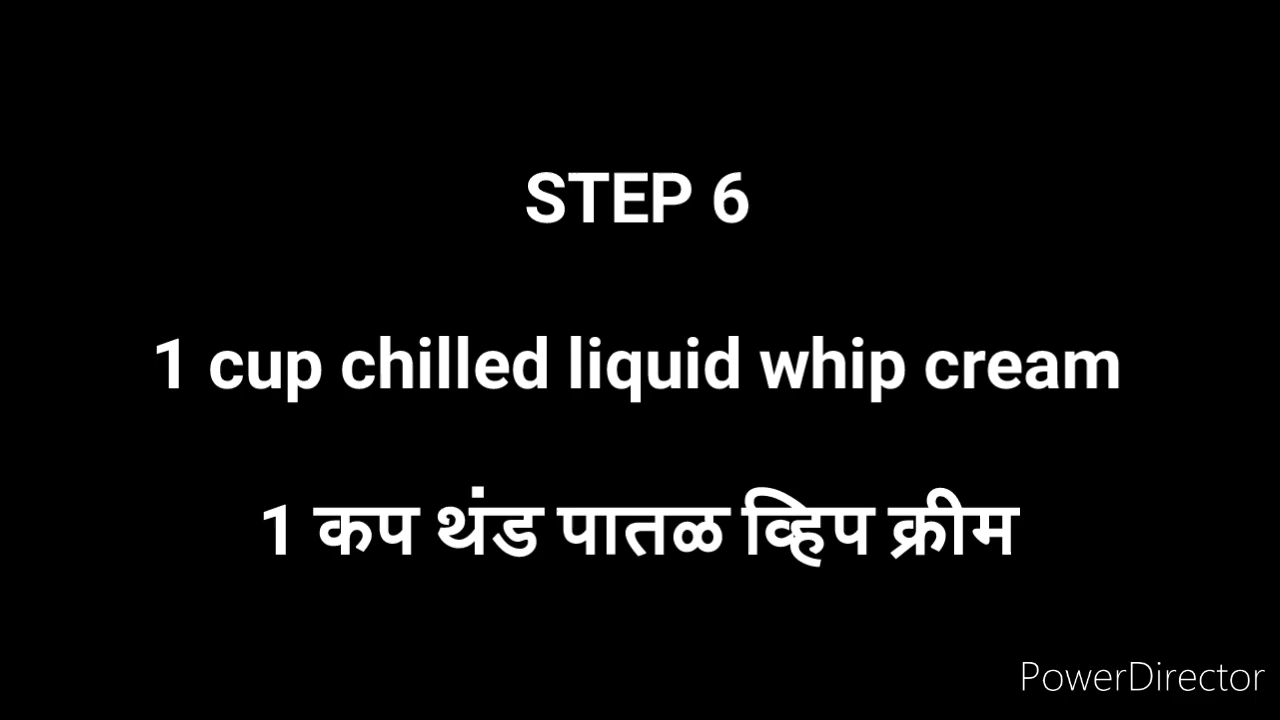 STEP 6
1 cup chilled liquid whip cream
1 कप थंड पातळ व्हिप क्रीम
PowerDirector